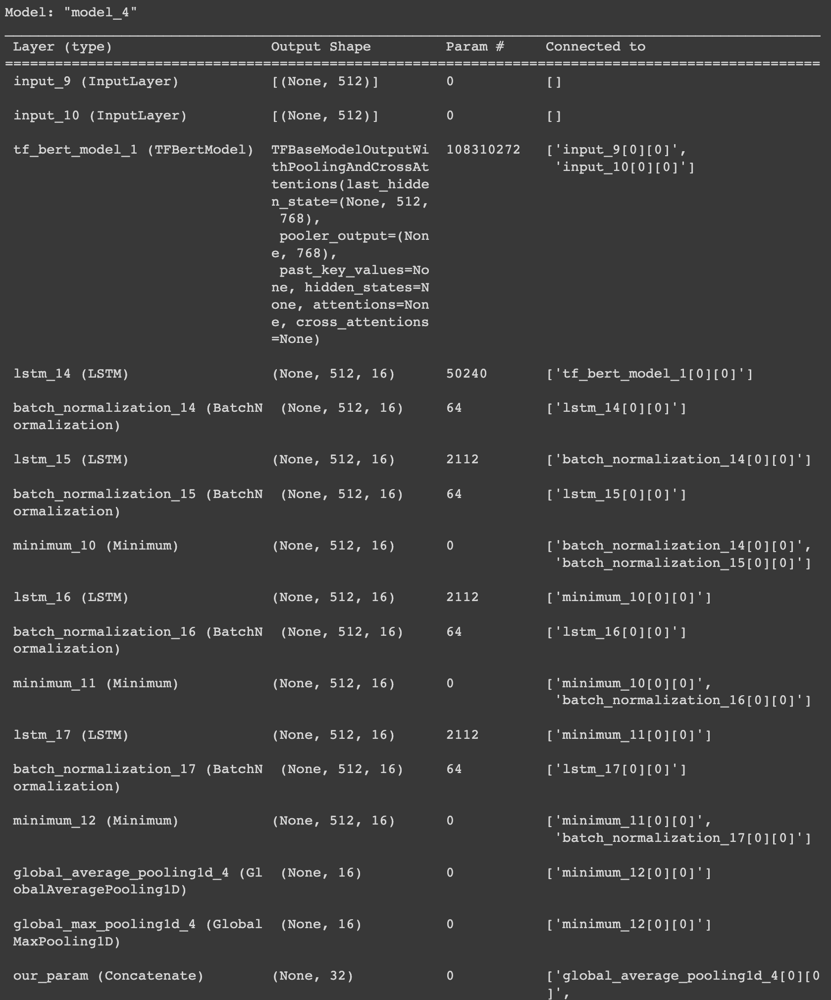 Model: "model_4"
__________________________________________________________________________________________________
Layer (type) Output Shape Param # Connected to
==================================================================================================
input_9 (InputLayer) [(None, 512)] 0 []
input_10 (InputLayer) [(None, 512)] 0 []
tf_bert_model_1 (TFBertModel) TFBaseModelOutputWi 108310272 ['input_9[0][0]',
thPoolingAndCrossAt 'input_10[0][0]']
tentions(last_hidde
n_state=(None, 512,
768),
pooler_output=(Non
e, 768),
past_key_values=No
ne, hidden_states=N
one, attentions=Non
e, cross_attentions
=None)
lstm_14 (LSTM) (None, 512, 16) 50240 ['tf_bert_model_1[0][0]']
batch_normalization_14 (BatchN (None, 512, 16) 64 ['lstm_14[0][0]']
ormalization)
lstm_15 (LSTM) (None, 512, 16) 2112 ['batch_normalization_14[0][0]']
batch_normalization_15 (BatchN (None, 512, 16) 64 ['lstm_15[0][0]']
ormalization)
minimum_10 (Minimum) (None, 512, 16) 0 ['batch_normalization_14[0][0]',
'batch_normalization_15[0][0]']
lstm_16 (LSTM) (None, 512, 16) 2112 ['minimum_10[0][0]']
batch_normalization_16 (BatchN (None, 512, 16) 64 ['lstm_16[0][0]']
ormalization)
minimum_11 (Minimum) (None, 512, 16) 0 ['minimum_10[0][0]',
'batch_normalization_16[0][0]']
lstm_17 (LSTM) (None, 512, 16) 2112 ['minimum_11[0][0]']
batch_normalization_17 (BatchN (None, 512, 16) 64 ['lstm_17[0][0]']
ormalization)
minimum_12 (Minimum) (None, 512, 16) 0 ['minimum_11[0][0]',
'batch_normalization_17[0][0]']
global_average_pooling1d_4 (Gl (None, 16) 0 ['minimum_12[0][0]']
obalAveragePooling1D)
global_max_pooling1d_4 (Global (None, 16) 0 ['minimum_12[0][0]']
MaxPooling1D)
our_param (Concatenate) (None, 32) 0 ['global_average_pooling1d_4[0][0
]',